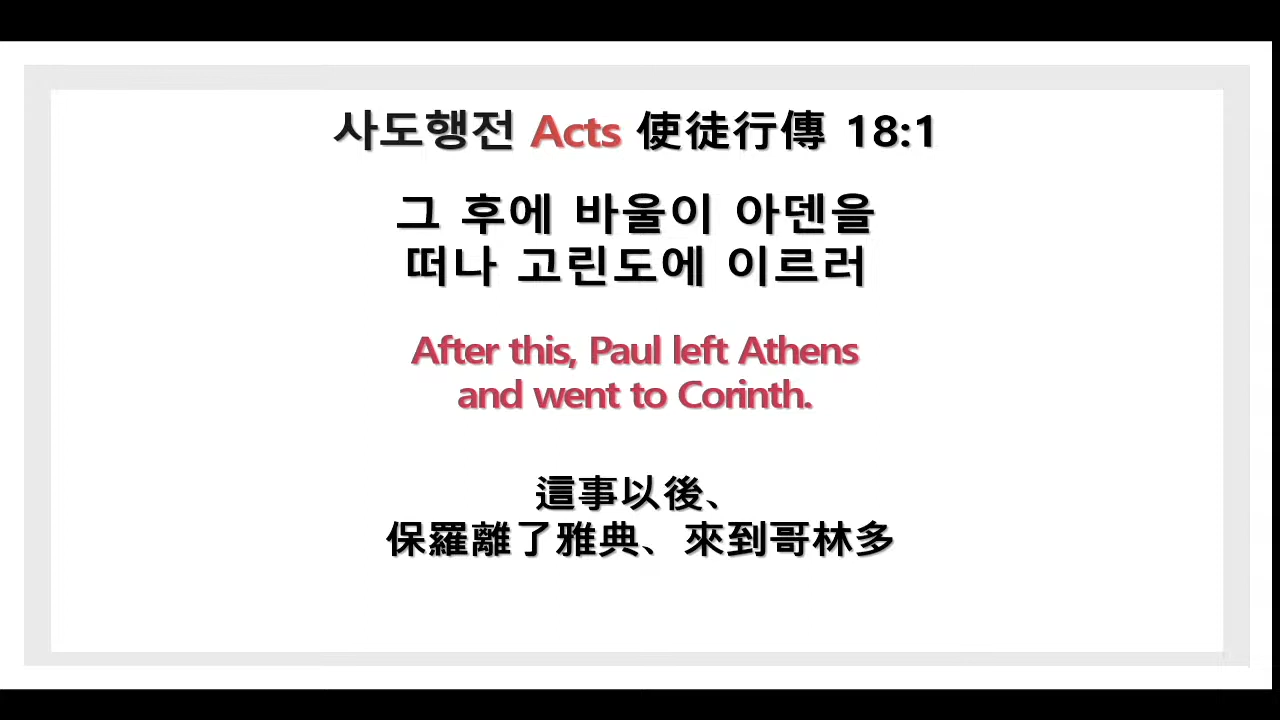 사도행전 Acts 使徒行傳 18:1
그 후에 바울이 아덴을
떠나 고린도에 이르러
After this, Paul left Athens
and went to Corinth.
這事以後、
保羅離了雅典、來到哥林多